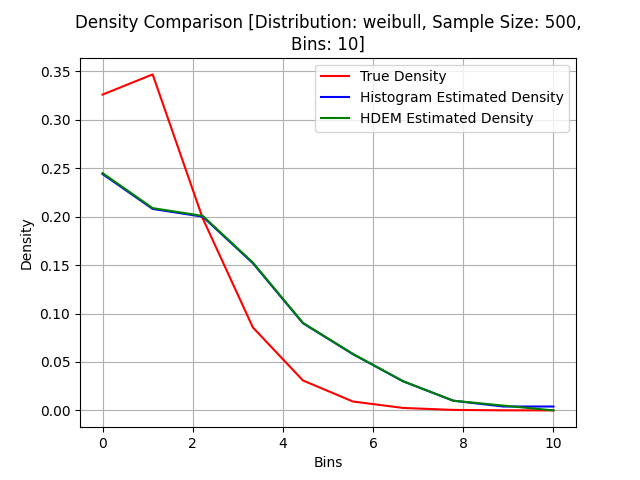 Density Comparison [Distribution: weibull, Sample Size: 500,
Bins: 10]
True Density
Histogram Estimated Density
HDEM Estimated Density
Density
0.35
0.30
0.25
0.20
0.15
0.10
0.05
0.00
0 2 4 6 8 10
Bins